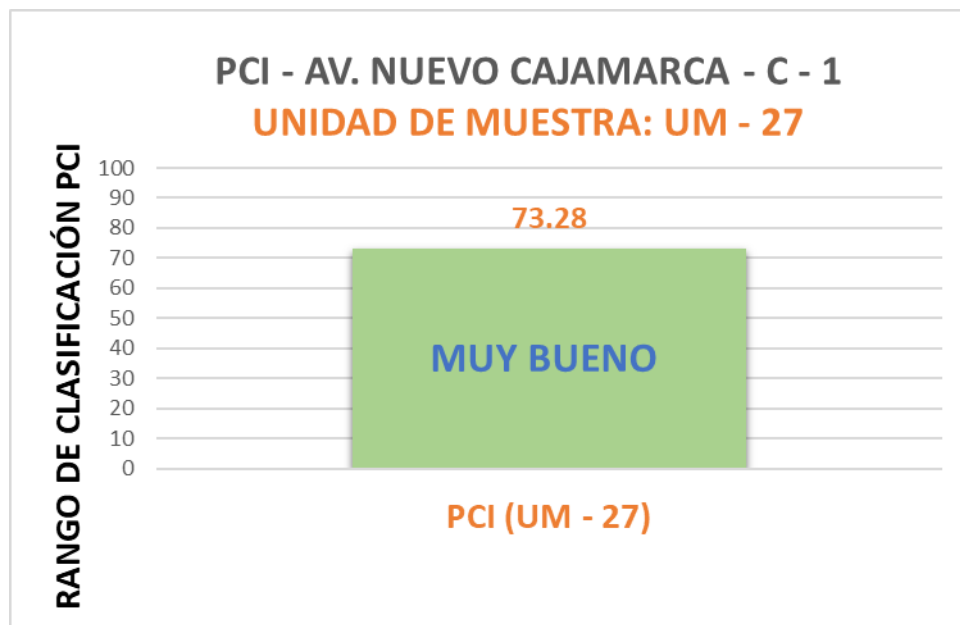 PCI - AV. NUEVO CAJAMARCA - C - 1
UNIDAD DE MUESTRA: UM - 27
RANGO DE CLASIFICACIÓN PCI
100
90
80
70
60
50
40
30
20
10
0
73.28
MUY BUENO
PCI (UM - 27)